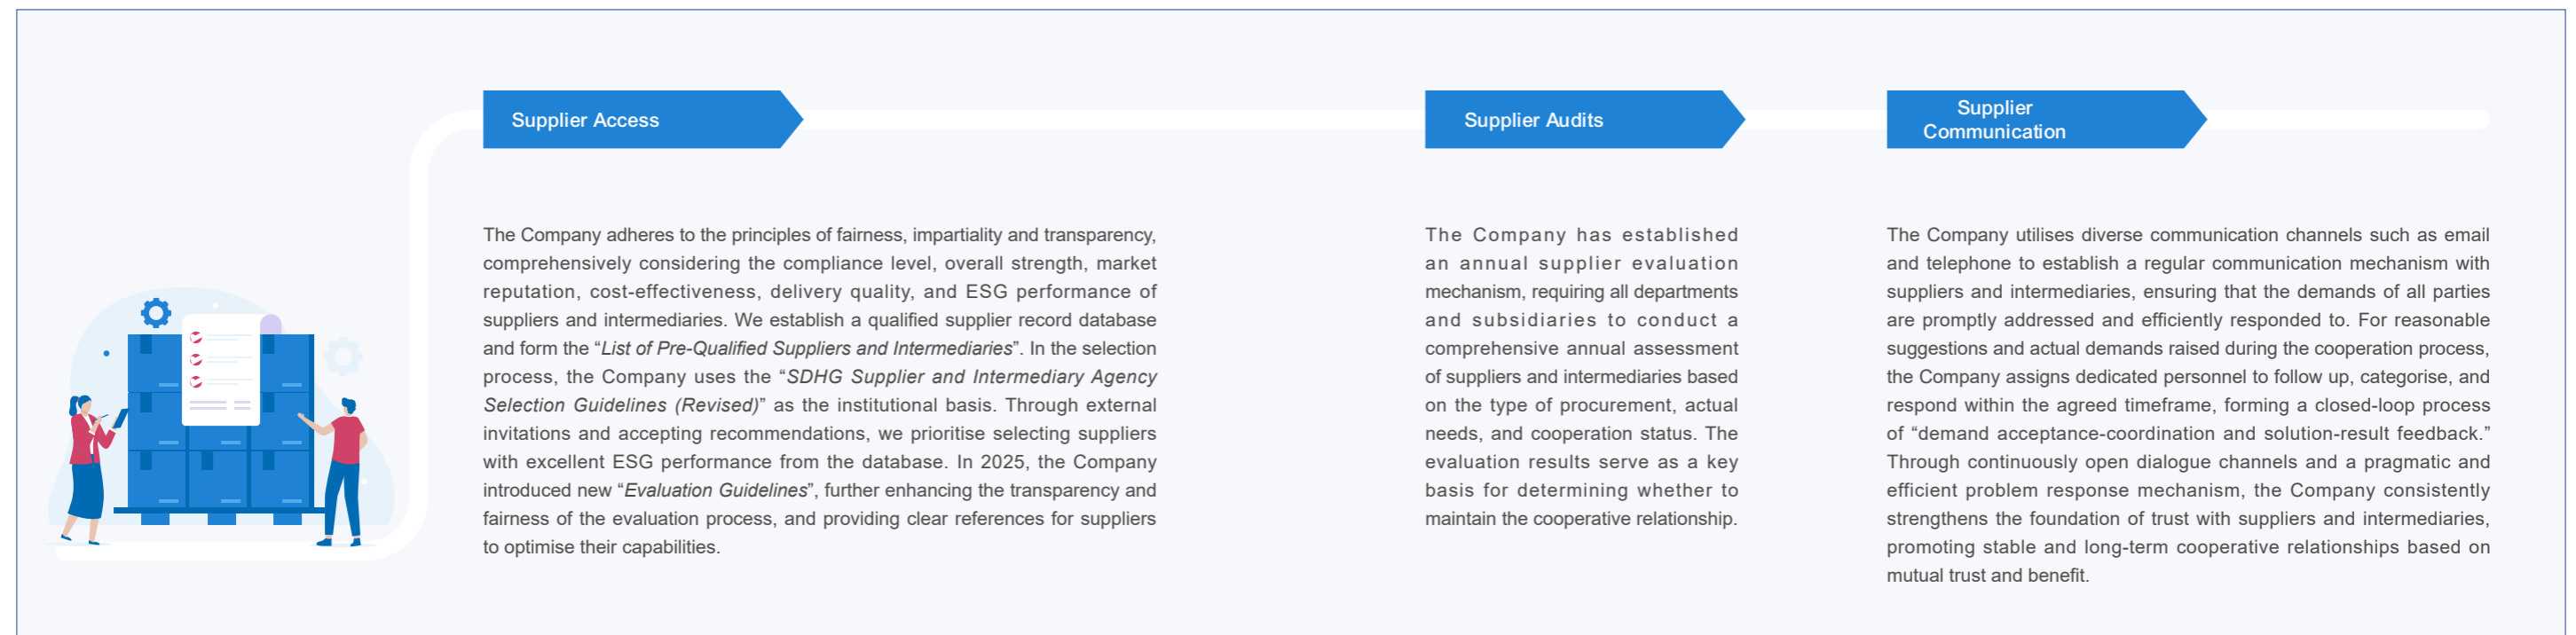 Supplier Access
The Company adheres to the principles of fairness, impartiality and transparency,
comprehensively considering the compliance level, overall strength, market
reputation, cost-effectiveness, delivery quality, and ESG performance of
suppliers and intermediaries. We establish a qualified supplier record database
and form the “List of Pre-Qualified Suppliers and Intermediaries”. In the selection
process, the Company uses the “SDHG Supplier and Intermediary Agency
Selection Guidelines (Revised)” as the institutional basis. Through external
invitations and accepting recommendations, we prioritise selecting suppliers
with excellent ESG performance from the database. In 2025, the Company
introduced new “Evaluation Guidelines”, further enhancing the transparency and
fairness of the evaluation process, and providing clear references for suppliers
to optimise their capabilities.
Supplier Audits
The Company has established
an annual supplier evaluation
mechanism, requiring all departments
and subsidiaries to conduct a
comprehensive annual assessment
of suppliers and intermediaries based
on the type of procurement, actual
needs, and cooperation status. The
evaluation results serve as a key
basis for determining whether to
maintain the cooperative relationship.
Supplier
Communication
The Company utilises diverse communication channels such as email
and telephone to establish a regular communication mechanism with
suppliers and intermediaries, ensuring that the demands of all parties
are promptly addressed and efficiently responded to. For reasonable
suggestions and actual demands raised during the cooperation process,
the Company assigns dedicated personnel to follow up, categorise, and
respond within the agreed timeframe, forming a closed-loop process
of “demand acceptance-coordination and solution-result feedback.”
Through continuously open dialogue channels and a pragmatic and
efficient problem response mechanism, the Company consistently
strengthens the foundation of trust with suppliers and intermediaries,
promoting stable and long-term cooperative relationships based on
mutual trust and benefit.